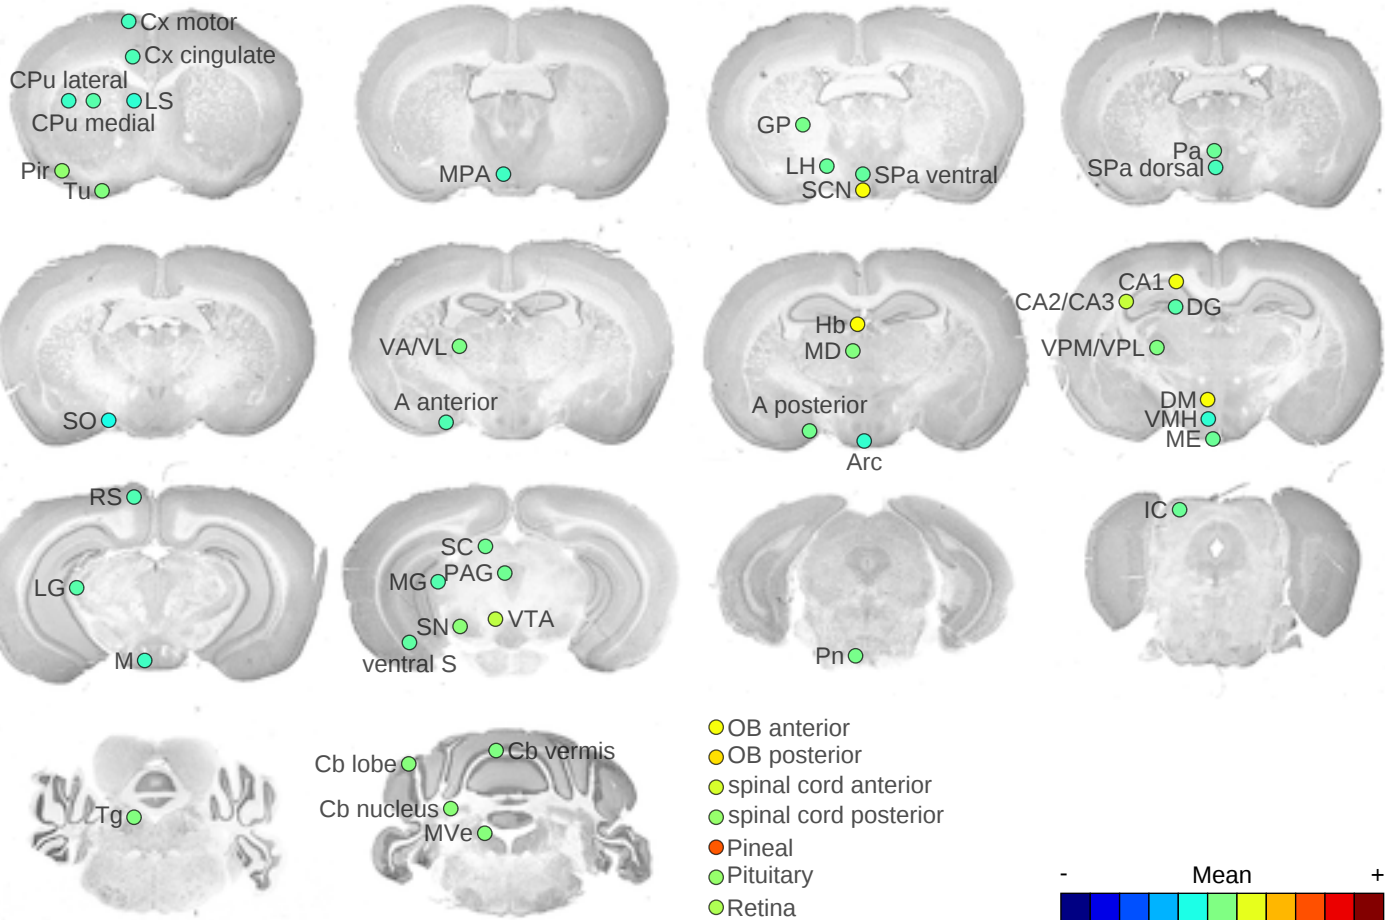 Cx motor
Cx cingulate
CPu lateral
LS
CPu medial
Pir
Tu
MPA
GP
LH
SPa ventral
SCN
Pa
SPa dorsal
SO
VA/VL
A anterior
Hb
MD
A posterior
Arc
CA1
CA2/CA3
DG
VPM/VPL
DM
VMH
ME
RS
LG
M
SC
PAG
MG
VTA
SN
ventral S
Pn
IC
Tg
Cb vermis
Cb lobe
Cb nucleus
MVe
OB anterior
OB posterior
spinal cord anterior
spinal cord posterior
Pineal
Pituitary
Retina
- Mean +